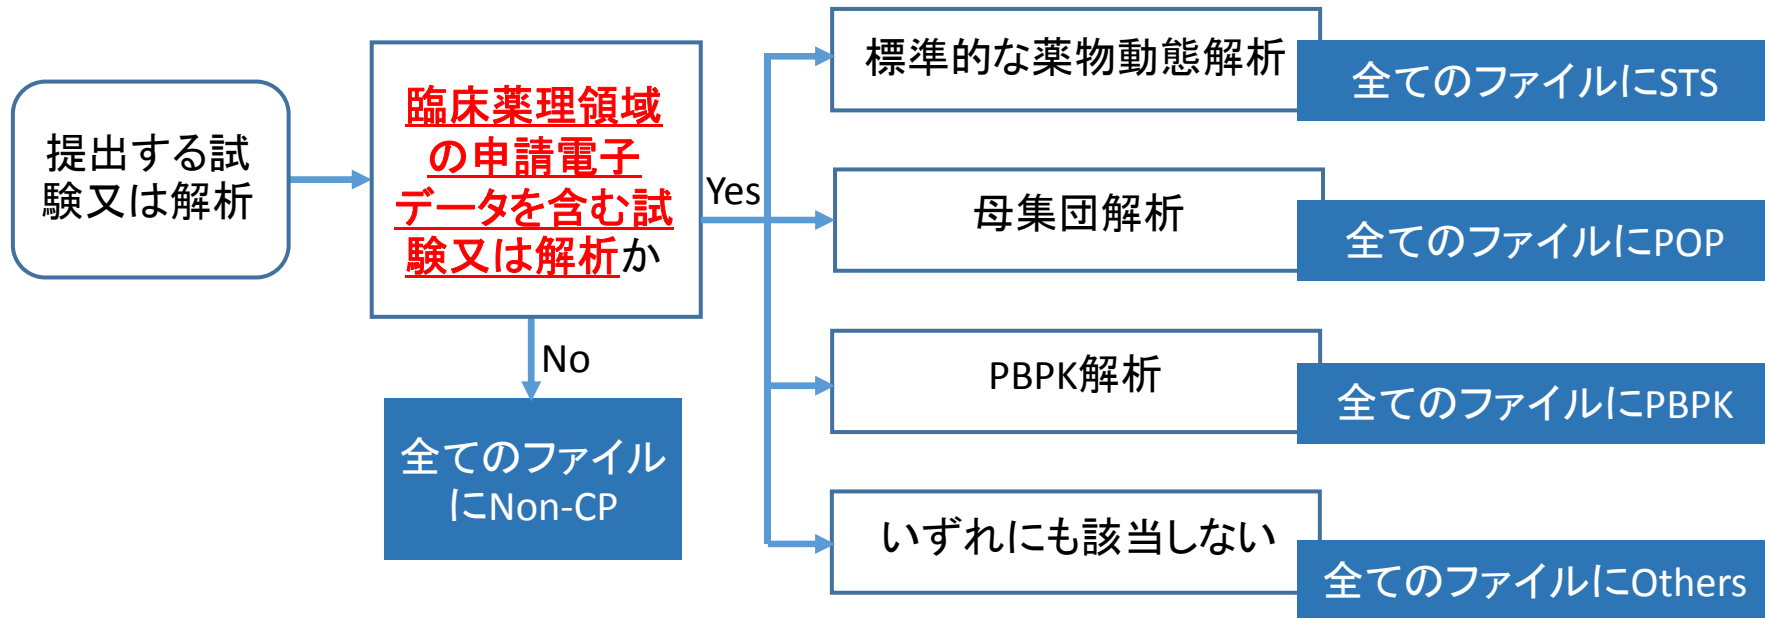 提出する試
験又は解析
臨床薬理領域
の申請電子
データを含む試
験又は解析か
Yes
No
全てのファイル
にNon-CP
標準的な薬物動態解析
全てのファイルにSTS
母集団解析
全てのファイルにPOP
PBPK解析
全てのファイルにPBPK
いずれにも該当しない
全てのファイルにOthers